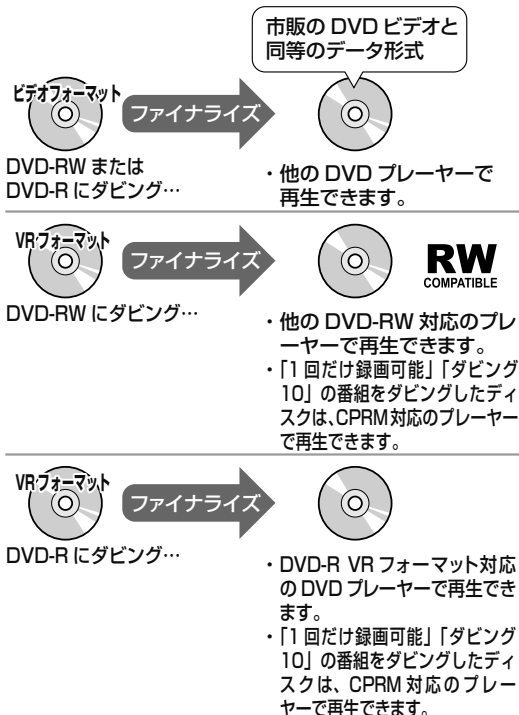 市販の DVD ビデオと
同等のデータ形式
ビデオフォーマット
ファイナライズ
DVD-RW または
DVD-R にダビング…
・他の DVD プレーヤーで
再生できます。
VRフォーマット
ファイナライズ
RW
COMPATIBLE
DVD-RW にダビング…
・他の DVD-RW 対応のプレ
ーヤーで再生できます。
・「1 回だけ録画可能」「ダビング
10」の番組をダビングしたディ
スクは、CPRM 対応のプレーヤー
で再生できます。
VRフォーマット
ファイナライズ
DVD-R にダビング…
・DVD-R VR フォーマット対応
の DVD プレーヤーで再生でき
ます。
・「1 回だけ録画可能」「ダビング
10」の番組をダビングしたディ
スクは、CPRM 対応のプレー
ヤーで再生できます。